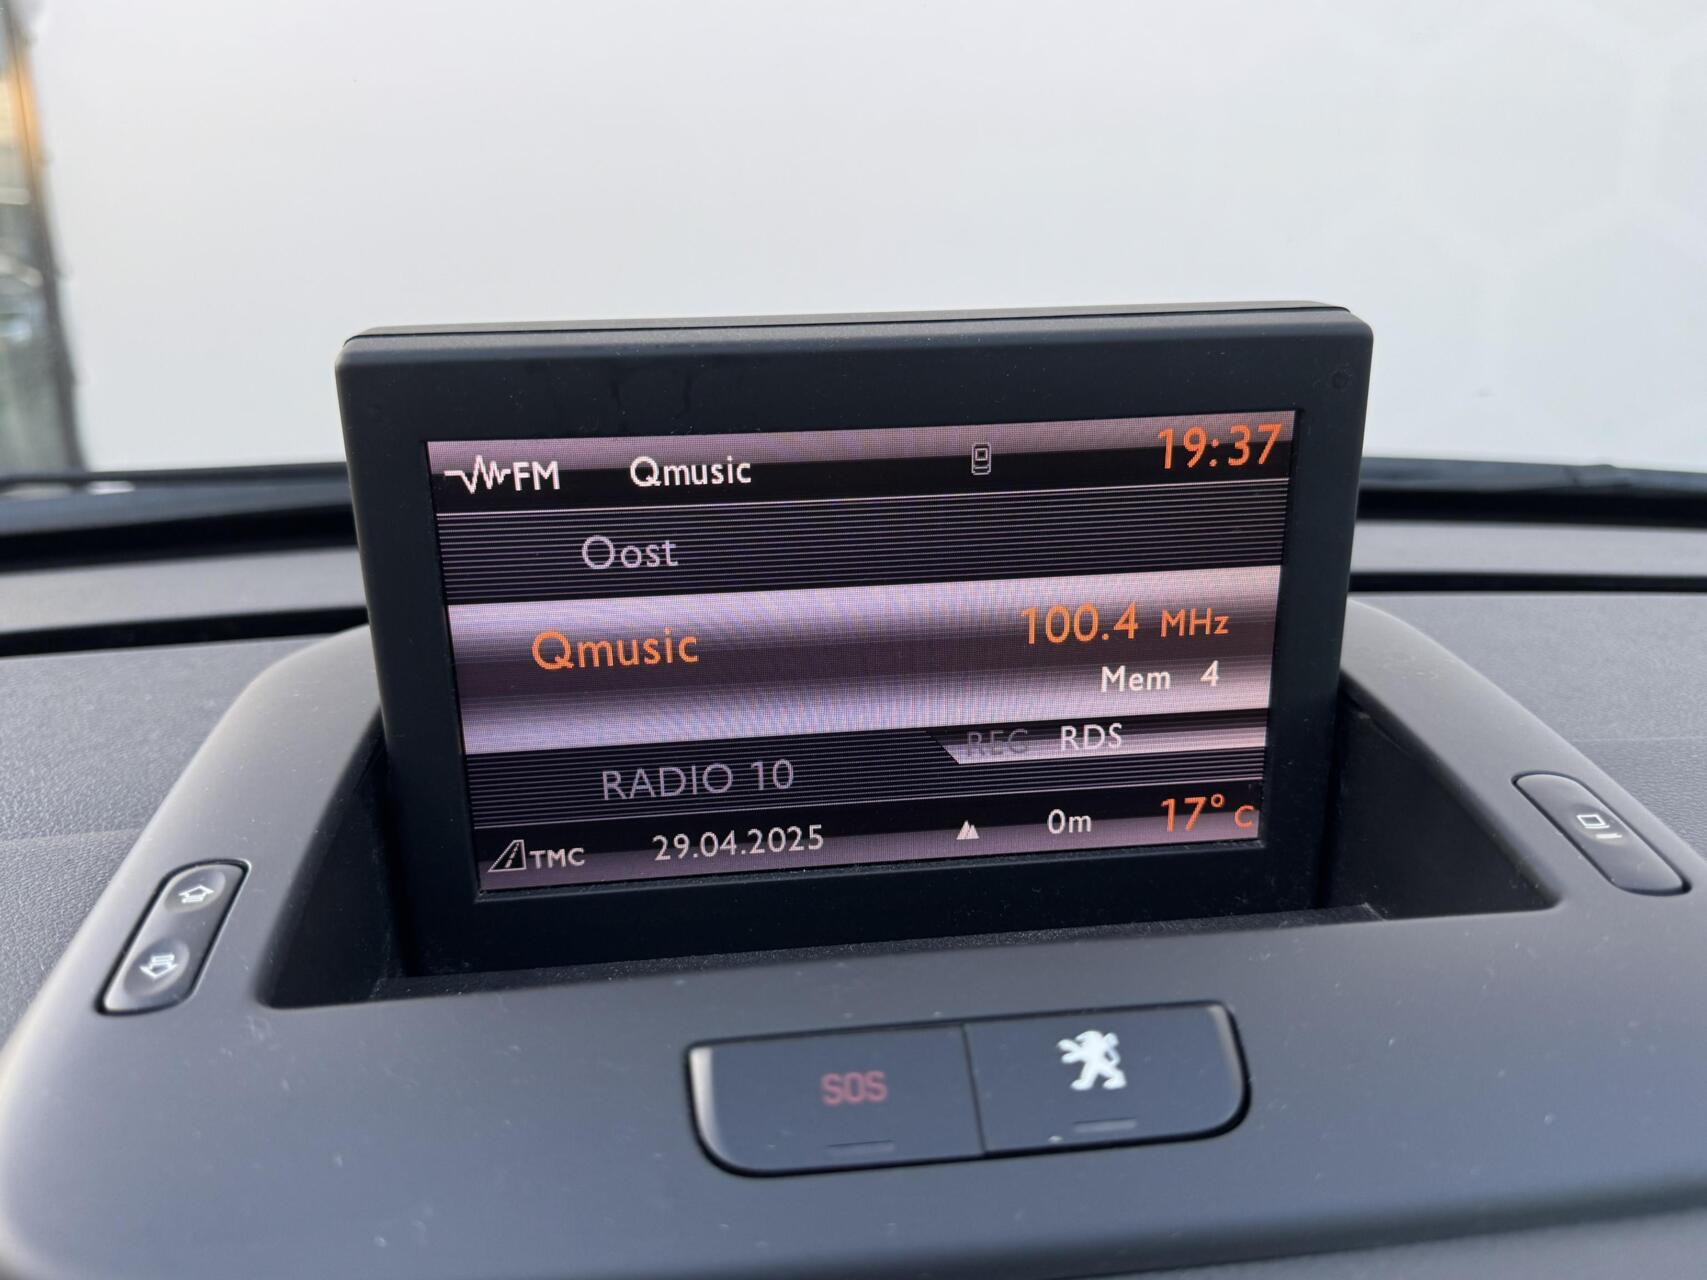 FM Qmusic 19:37
Oost
Qmusic 100.4 MHz
Mem 4
REG RDS
RADIO 10
TMC 29.04.2025 0m 17° C
SOS